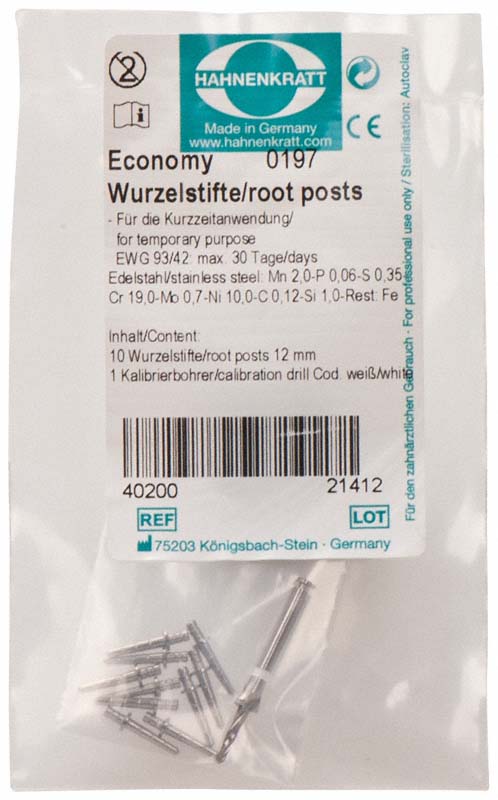 HAHNENKRATT
Made in Germany
www.hahnenkratt.com
2
i
CE
Economy 0197
Wurzelstifte/root posts
- Für die Kurzzeitanwendung/
for temporary purpose
EWG 93/42: max. 30 Tage/days
Edelstahl/stainless steel: Mn 2,0-P 0,06-S 0,35-
Cr 19,0-Mo 0,7-Ni 10,0-C 0,12-Si 1,0-Rest: Fe
Inhalt/Content:
10 Wurzelstifte/root posts 12 mm
1 Kalibrierbohrer/calibration drill Cod. weiß/white
40200 21412
REF LOT
75203 Königsbach-Stein · Germany
Für den zahnärztlichen Gebrauch · For professional use only / Sterilisation: Autoclav